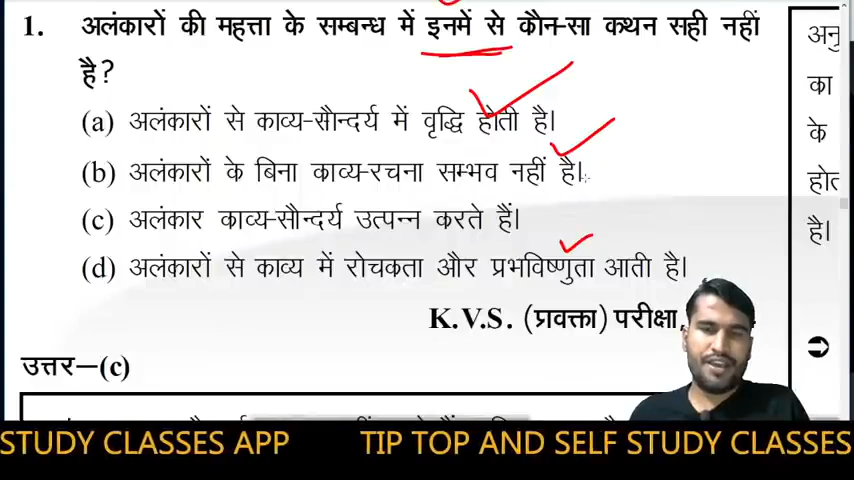 1. अलंकारों की महत्ता के सम्बन्ध में इनमें से कौन-सा कथन सही नहीं
है?
(a) अलंकारों से काव्य-सौन्दर्य में वृद्धि होती है।
(b) अलंकारों के बिना काव्य-रचना सम्भव नहीं है।
(c) अलंकार काव्य-सौन्दर्य उत्पन्न करते हैं।
(d) अलंकारों से काव्य में रोचकता और प्रभविष्णुता आती है।
K.V.S. (प्रवक्ता) परीक्षा,
उत्तर–(c)
का
के
है।
STUDY CLASSES APP TIP TOP AND SELF STUDY CLASSES